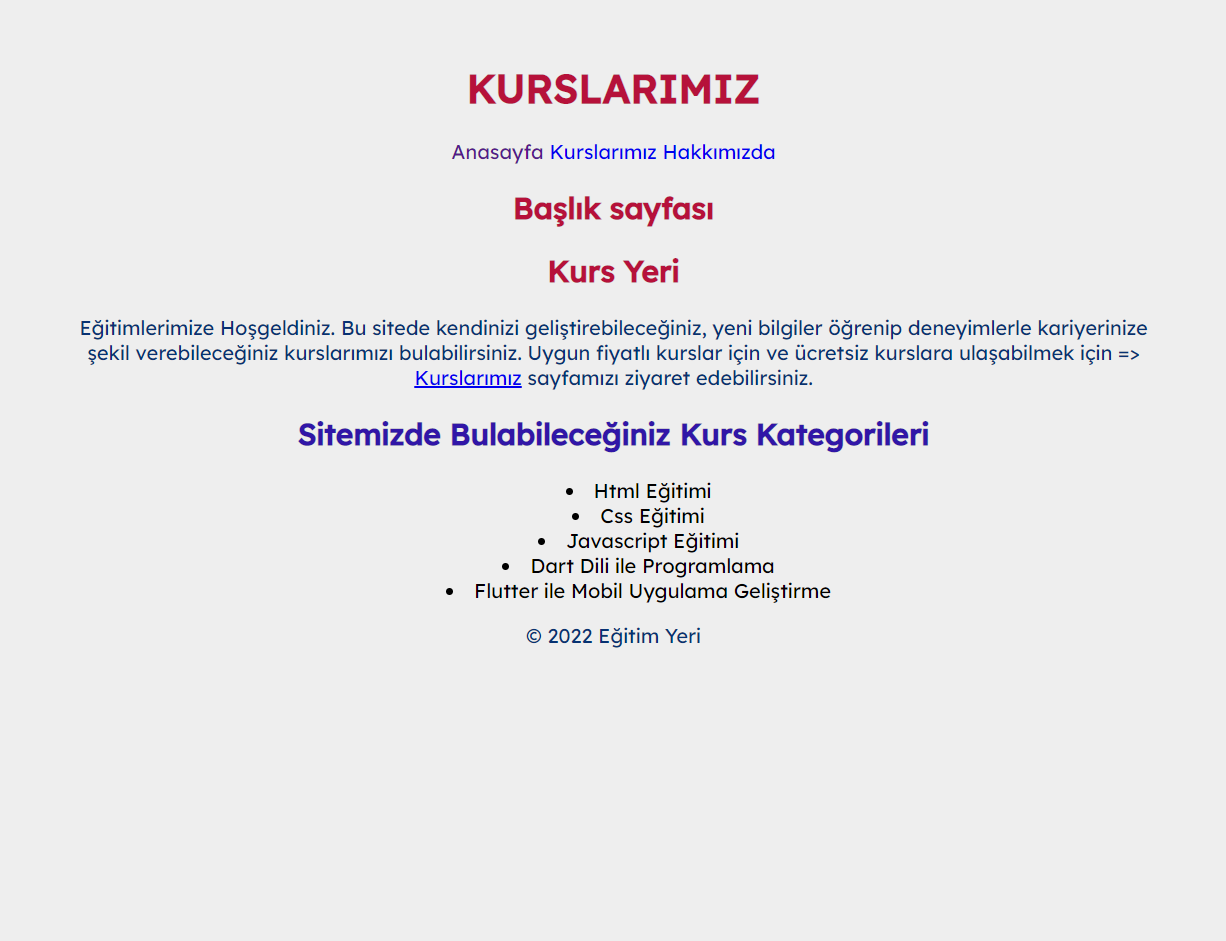 KURSLARIMIZ
Anasayfa Kurslarımız Hakkımızda
Başlık sayfası
Kurs Yeri
Eğitimlerimize Hoşgeldiniz. Bu sitede kendinizi geliştirebileceğiniz, yeni bilgiler öğrenip deneyimlerle kariyerinize
şekil verebileceğiniz kurslarımızı bulabilirsiniz. Uygun fiyatlı kurslar için ve ücretsiz kurslara ulaşabilmek için =>
Kurslarımız sayfamızı ziyaret edebilirsiniz.
Sitemizde Bulabileceğiniz Kurs Kategorileri
• Html Eğitimi
• Css Eğitimi
• Javascript Eğitimi
• Dart Dili ile Programlama
• Flutter ile Mobil Uygulama Geliştirme
© 2022 Eğitim Yeri